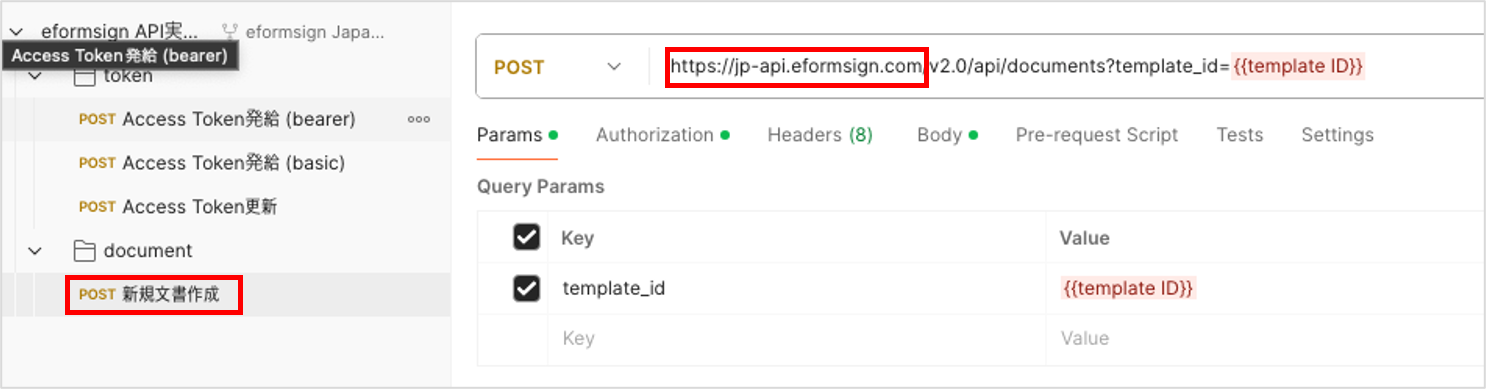 eformsign API実... eformsign Japa...
Access Token発給 (bearer)
token
POST Access Token発給 (bearer) ooo
POST Access Token発給 (basic)
POST Access Token更新
document
POST 新規文書作成
POST https://jp-api.eformsign.com/v2.0/api/documents?template_id={{template ID}}
Params Authorization Headers (8) Body Pre-request Script Tests Settings
Query Params
Key Value
template_id {{template ID}}
Key Value